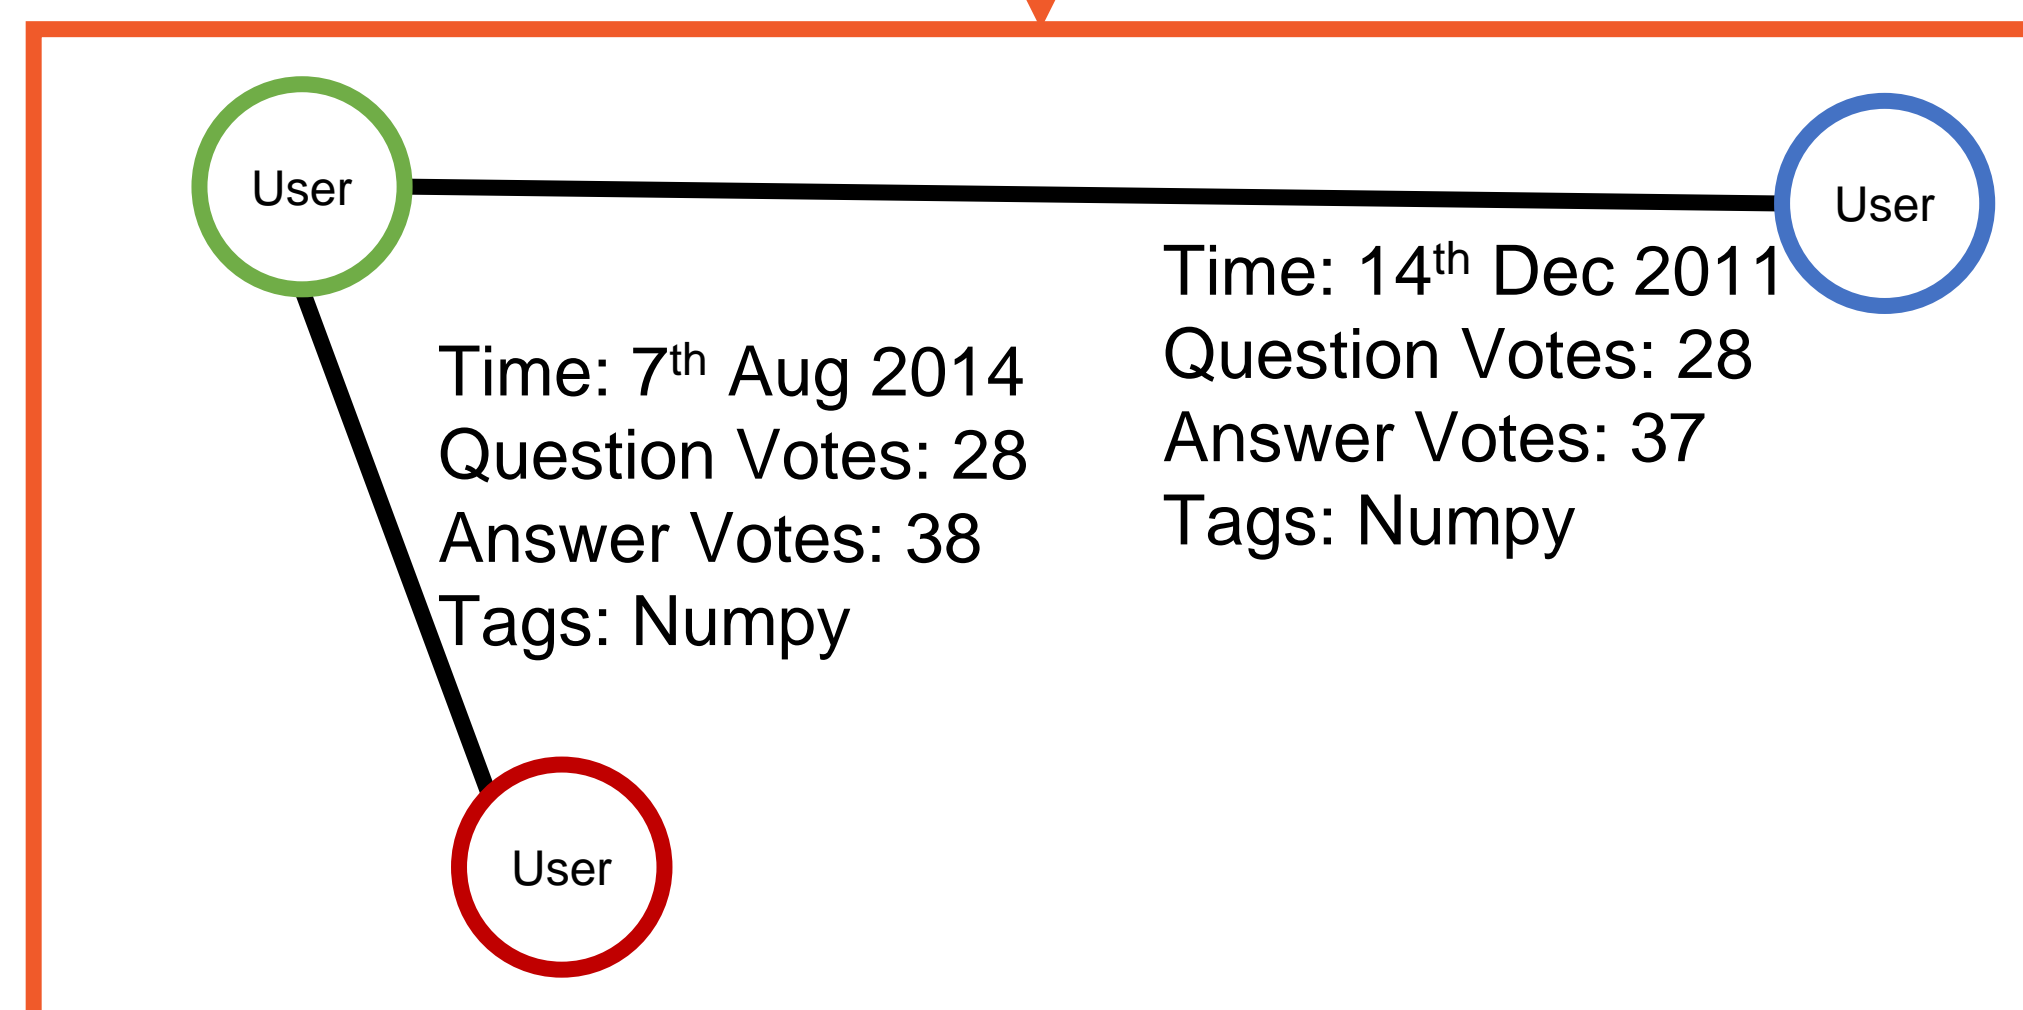 User
User
Time: 14th Dec 2011
Question Votes: 28
Answer Votes: 37
Tags: Numpy
Time: 7th Aug 2014
Question Votes: 28
Answer Votes: 38
Tags: Numpy
User